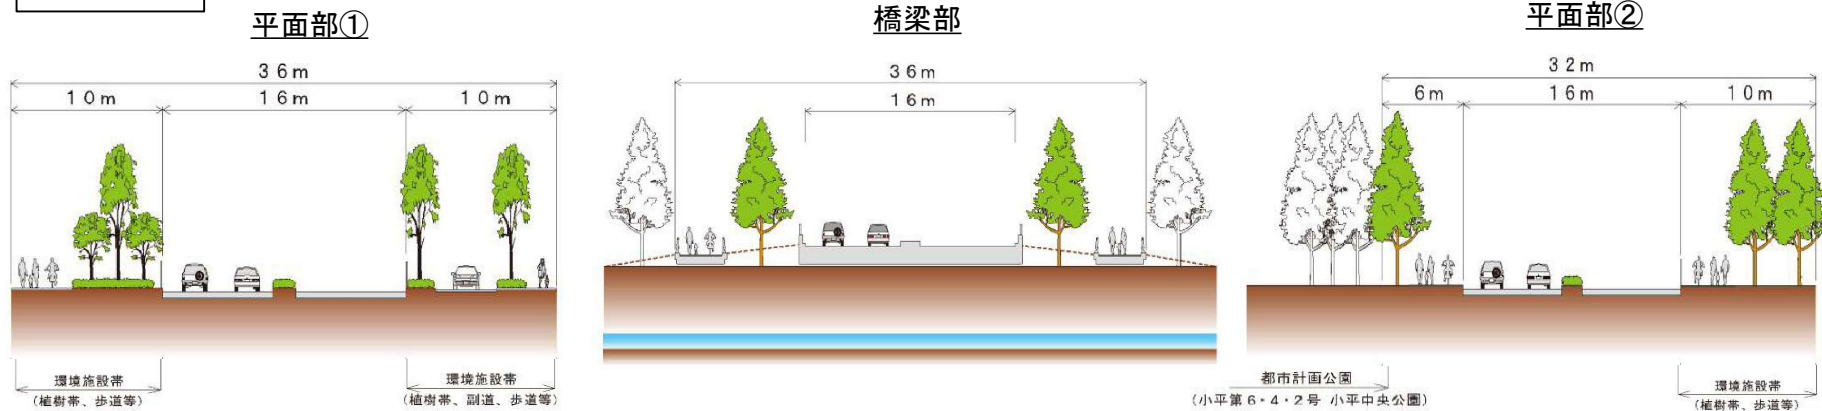 平面部①
36m
10m 16m 10m
環境施設帯
(植樹帯、歩道等)
環境施設帯
(植樹帯、副道、歩道等)
橋梁部
36m
16m
平面部②
32m
6m 16m 10m
都市計画公園
(小平第6・4・2号 小平中央公園)
環境施設帯
(植樹帯、歩道等)